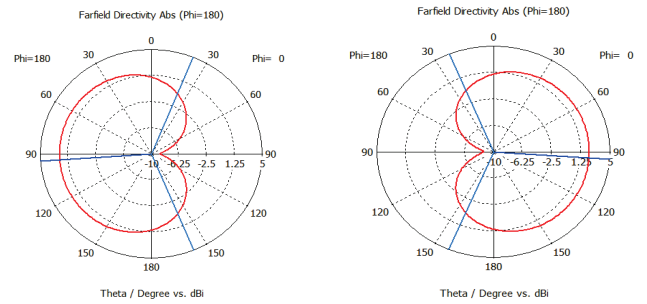 Farfield Directivity Abs (Phi=180)
0
Phi=180 30 30 Phi= 0
60 60
90 -10 -6.25 -2.5 1.25 5 90
120 120
150 150
180
Theta / Degree vs. dBi
Farfield Directivity Abs (Phi=180)
0
Phi=180 30 30 Phi= 0
60 60
90 -10 -6.25 -2.5 1.25 5 90
120 120
150 150
180
Theta / Degree vs. dBi